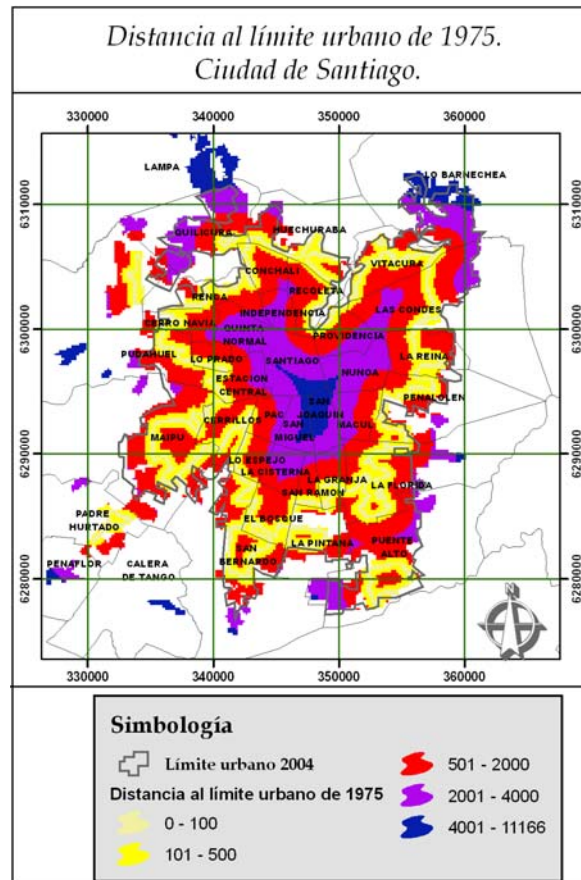 Distancia al límite urbano de 1975.
Ciudad de Santiago.
330000 340000 350000 360000
LAMPA
LO BARNECHEA
6310000 6310000
QUILICURA
HUECHURABA
VITACURA
CONCHALI
RENCA
RECOLETA
INDEPENDENCIA
LAS CONDES
CERRO NAVIA
6300000 6300000
QUINTA
NORMAL
PROVIDENCIA
PUDAHUEL
LO PRADO
SANTIAGO
LA REINA
NUNOA
ESTACION
CENTRAL
SAN
JOAQUIN
PENALOLEN
PAC
CERRILLOS
SAN
MIGUEL
MACUL
MAIPU
6290000 6290000
LO ESPEJO
LA CISTERNA
LA GRANJA
SAN RAMON
LA FLORIDA
PADRE
HURTADO
EL BOSQUE
LA PINTANA
PUENTE
ALTO
SAN
BERNARDO
PENAFLOR
CALERA
DE TANGO
6280000 6280000
N
330000 340000 350000 360000
Simbología
Límite urbano 2004
Distancia al límite urbano de 1975
0 - 100
101 - 500
501 - 2000
2001 - 4000
4001 - 11166